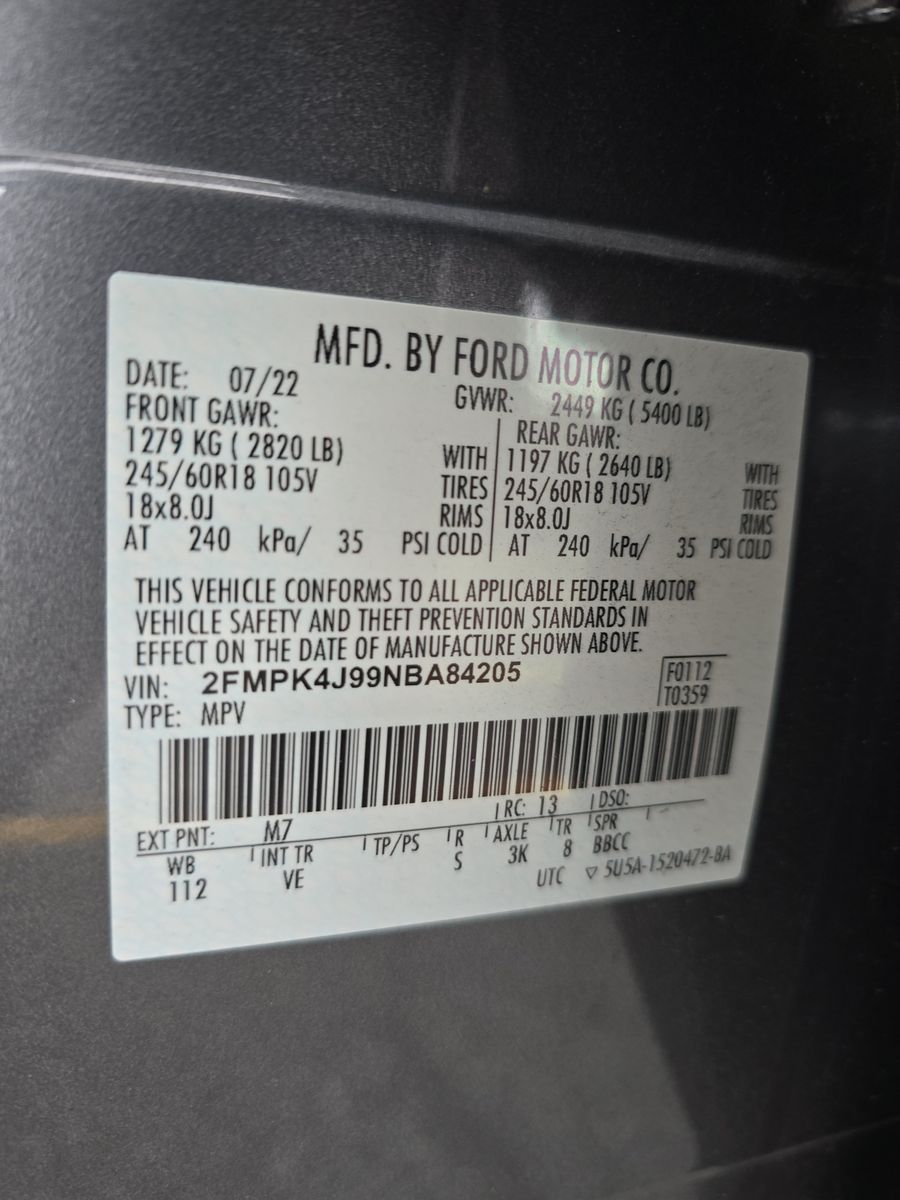 MFD. BY FORD MOTOR CO.
DATE: 07/22 GVWR: 2449 KG ( 5400 LB)
FRONT GAWR: REAR GAWR:
1279 KG ( 2820 LB) WITH 1197 KG ( 2640 LB) WITH
245/60R18 105V TIRES 245/60R18 105V TIRES
18x8.0J RIMS 18x8.0J RIMS
AT 240 kPa/ 35 PSI COLD AT 240 kPa/ 35 PSI COLD
THIS VEHICLE CONFORMS TO ALL APPLICABLE FEDERAL MOTOR
VEHICLE SAFETY AND THEFT PREVENTION STANDARDS IN
EFFECT ON THE DATE OF MANUFACTURE SHOWN ABOVE.
VIN: 2FMPK4J99NBA84205 F0112
TYPE: MPV T0359
EXT PNT: M7 RC: 13 DSO:
WB INT TR TP/PS R AXLE TR SPR
112 VE S 3K 8 BBCC
UTC ▽ 5U5A-1520472-BA